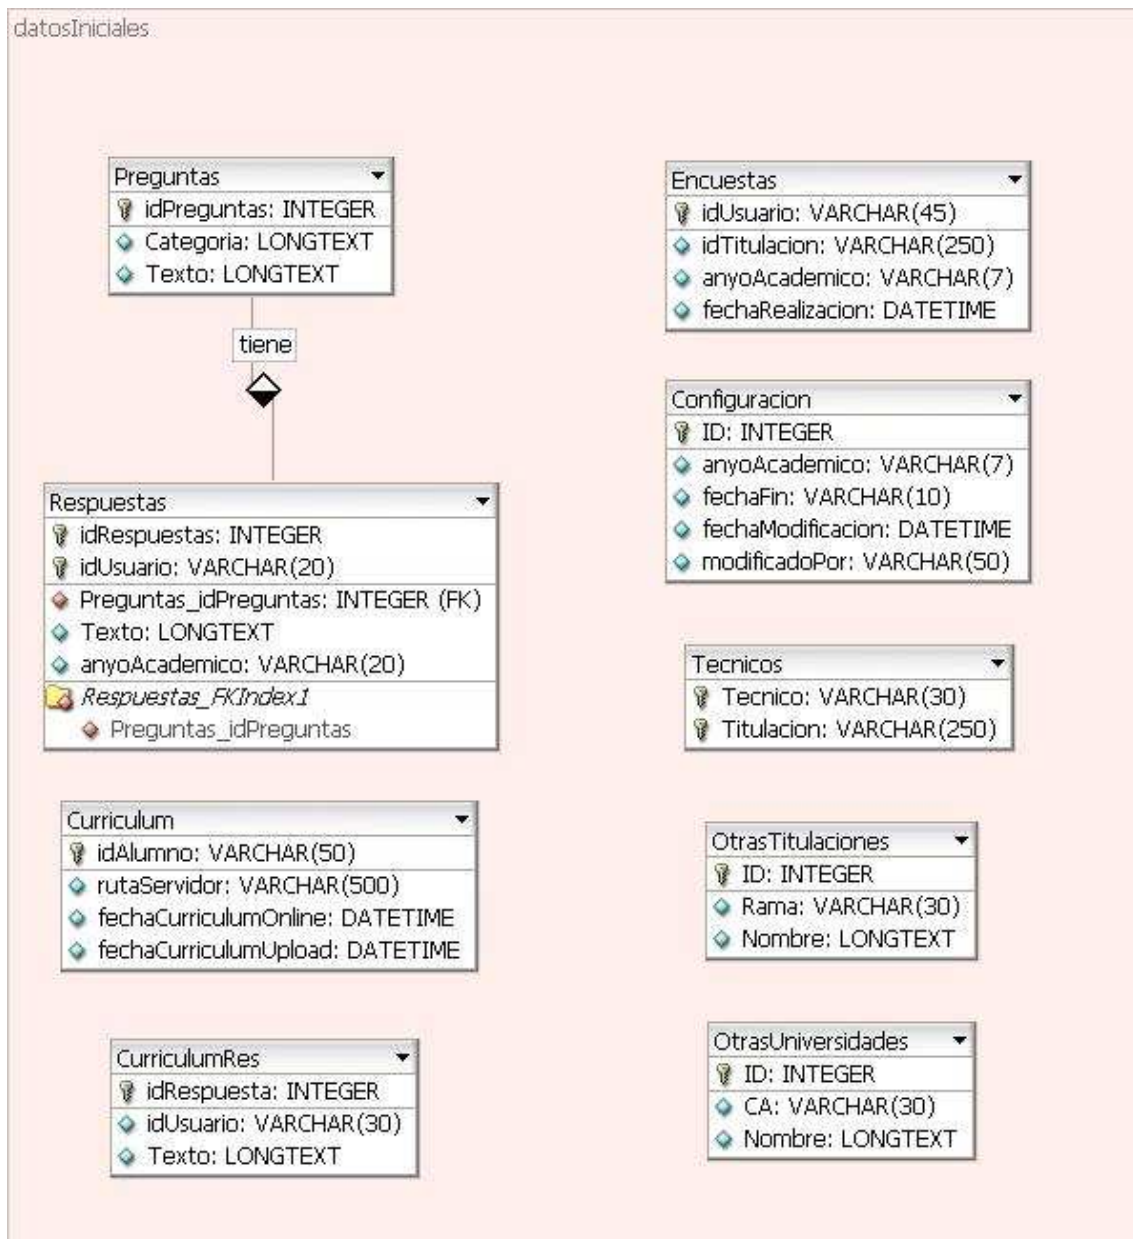 datosIniciales
Preguntas
idPreguntas: INTEGER
Categoria: LONGTEXT
Texto: LONGTEXT
tiene
Respuestas
idRespuestas: INTEGER
idUsuario: VARCHAR(20)
Preguntas_idPreguntas: INTEGER (FK)
Texto: LONGTEXT
anyoAcademico: VARCHAR(20)
Respuestas_FKIndex1
Preguntas_idPreguntas
Curriculum
idAlumno: VARCHAR(50)
rutaServidor: VARCHAR(500)
fechaCurriculumOnline: DATETIME
fechaCurriculumUpload: DATETIME
CurriculumRes
idRespuesta: INTEGER
idUsuario: VARCHAR(30)
Texto: LONGTEXT
Encuestas
idUsuario: VARCHAR(45)
idTitulacion: VARCHAR(250)
anyoAcademico: VARCHAR(7)
fechaRealizacion: DATETIME
Configuracion
ID: INTEGER
anyoAcademico: VARCHAR(7)
fechaFin: VARCHAR(10)
fechaModificacion: DATETIME
modificadoPor: VARCHAR(50)
Tecnicos
Tecnico: VARCHAR(30)
Titulacion: VARCHAR(250)
OtrasTitulaciones
ID: INTEGER
Rama: VARCHAR(30)
Nombre: LONGTEXT
OtrasUniversidades
ID: INTEGER
CA: VARCHAR(30)
Nombre: LONGTEXT